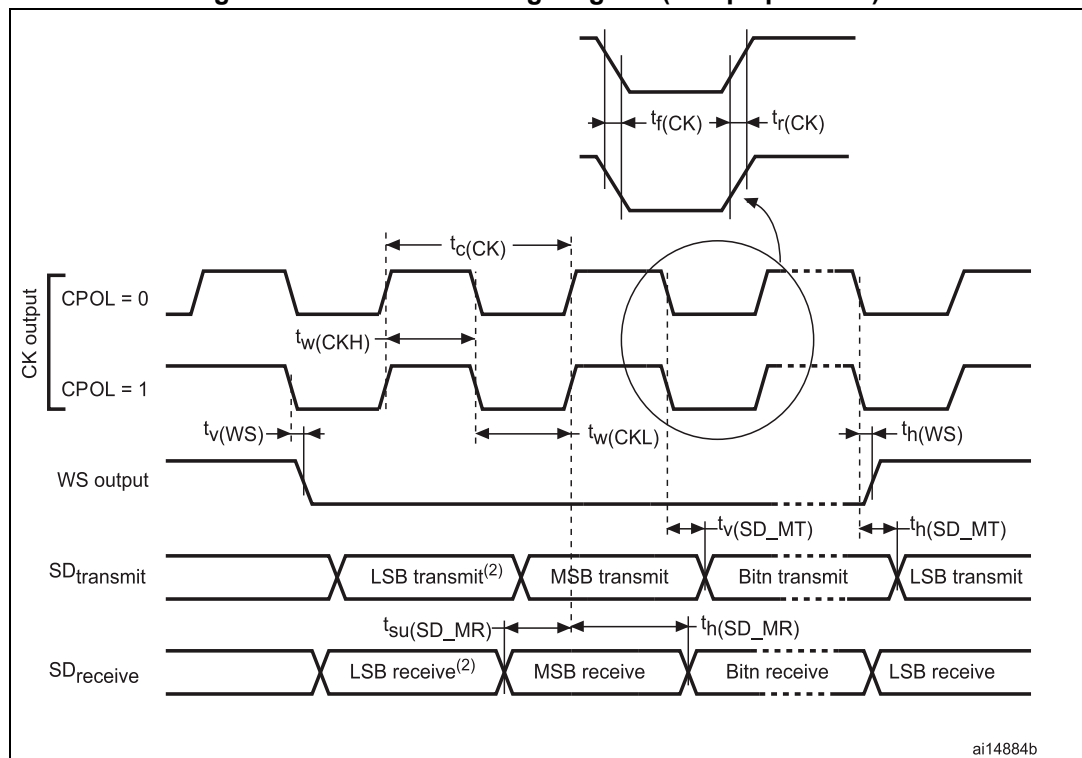 tf(CK) tr(CK)
tc(CK)
CK output
CPOL = 0
tw(CKH)
CPOL = 1
tv(WS) tw(CKL) th(WS)
WS output
tv(SD_MT) th(SD_MT)
SDtransmit LSB transmit(2) MSB transmit Bitn transmit LSB transmit
tsu(SD_MR) th(SD_MR)
SDreceive LSB receive(2) MSB receive Bitn receive LSB receive
ai14884b